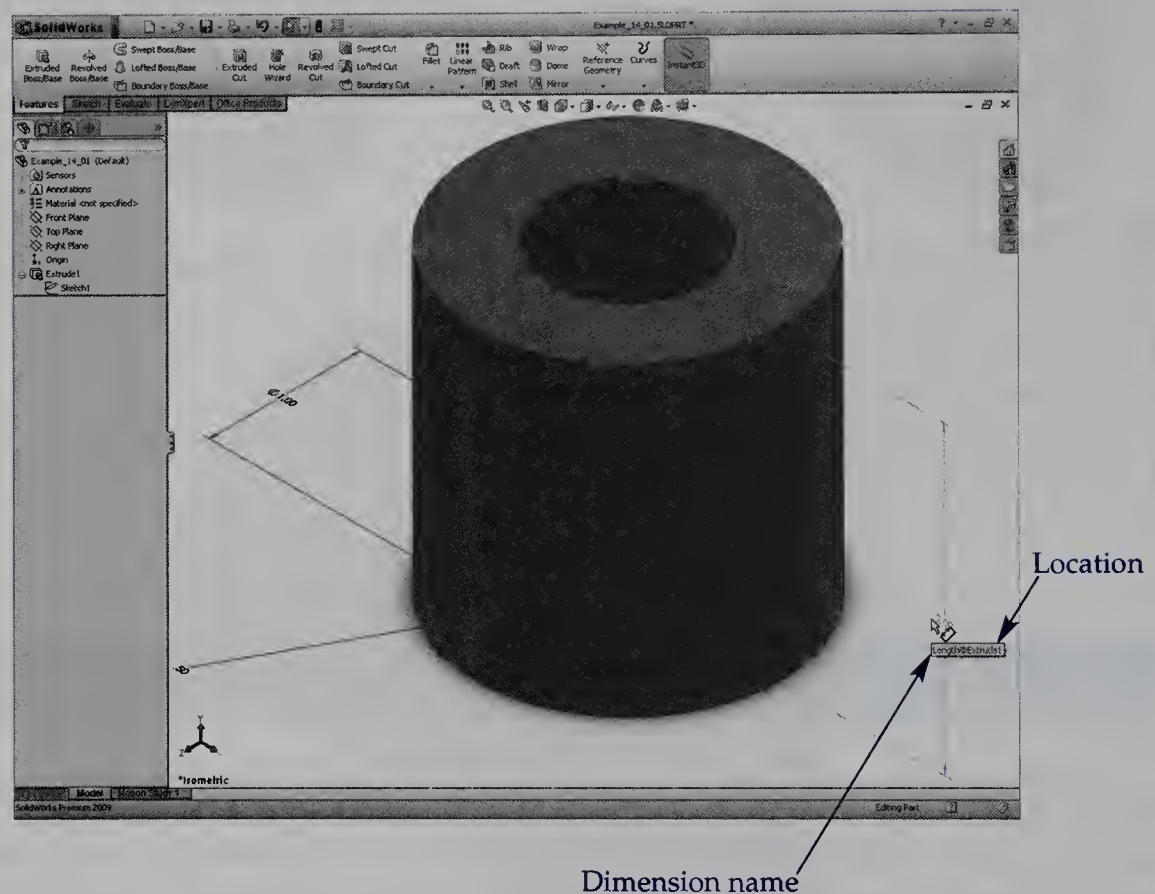 SolidWorks
Example_14_01.SLDPRT *
Extruded Boss/Base
Revolved Boss/Base
Swept Boss/Base
Lofted Boss/Base
Boundary Boss/Base
Extruded Cut
Hole Wizard
Revolved Cut
Swept Cut
Lofted Cut
Boundary Cut
Fillet
Linear Pattern
Rib
Draft
Shell
Wrap
Dome
Mirror
Reference Geometry
Curves
Instant3D
Features
Sketch
Evaluate
DimXpert
Office Products
Example_14_01 (Default)
Sensors
Annotations
Material <not specified>
Front Plane
Top Plane
Right Plane
Origin
Extrude1
Sketch1
Ø1.00
Location
Length@Extrude1
Y
Z
*Isometric
Model
Motion Study 1
SolidWorks Premium 2009
Editing Part
Dimension name